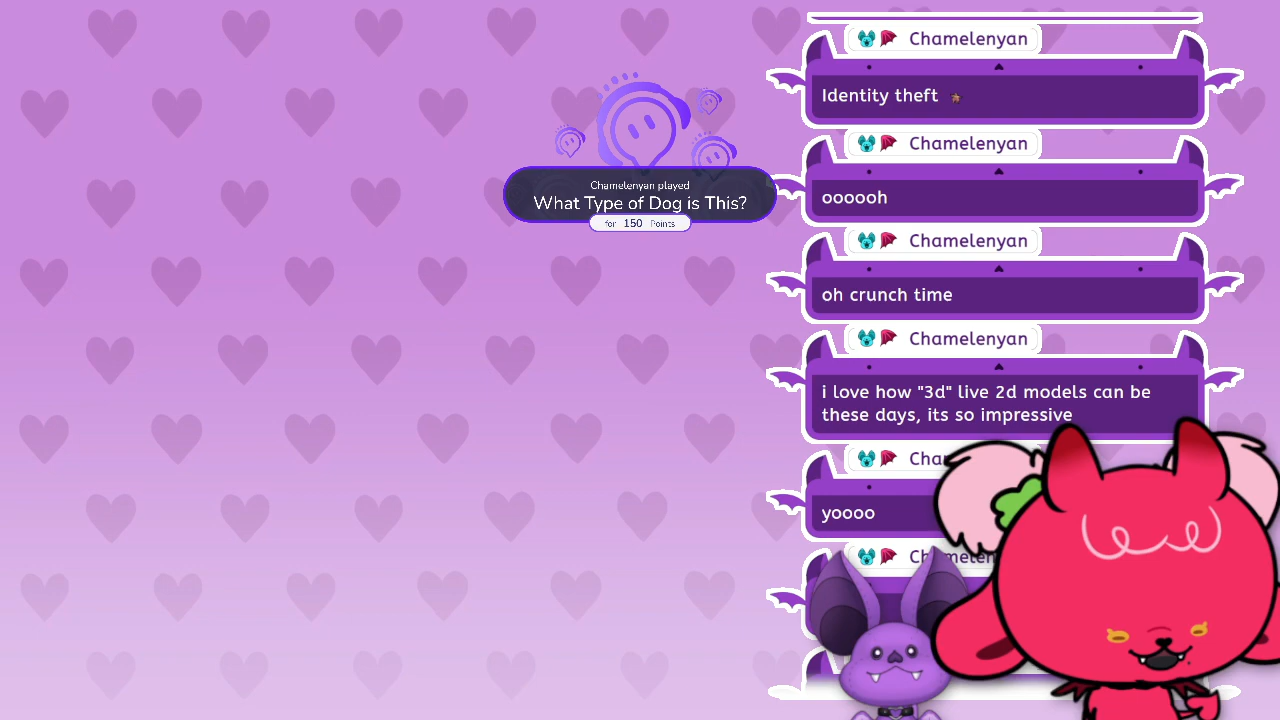 Chamelenyan played
What Type of Dog is This?
for 150 Points
Chamelenyan
Identity theft
Chamelenyan
oooooh
Chamelenyan
oh crunch time
Chamelenyan
i love how "3d" live 2d models can be
these days, its so impressive
yoooo